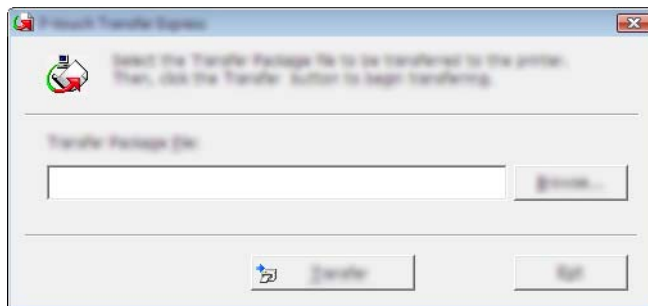 P-touch Transfer Express
Select the Transfer Package file to be transferred to the printer.
Then, click the Transfer button to begin transferring.
Transfer Package File:
Browse...
Transfer
Exit